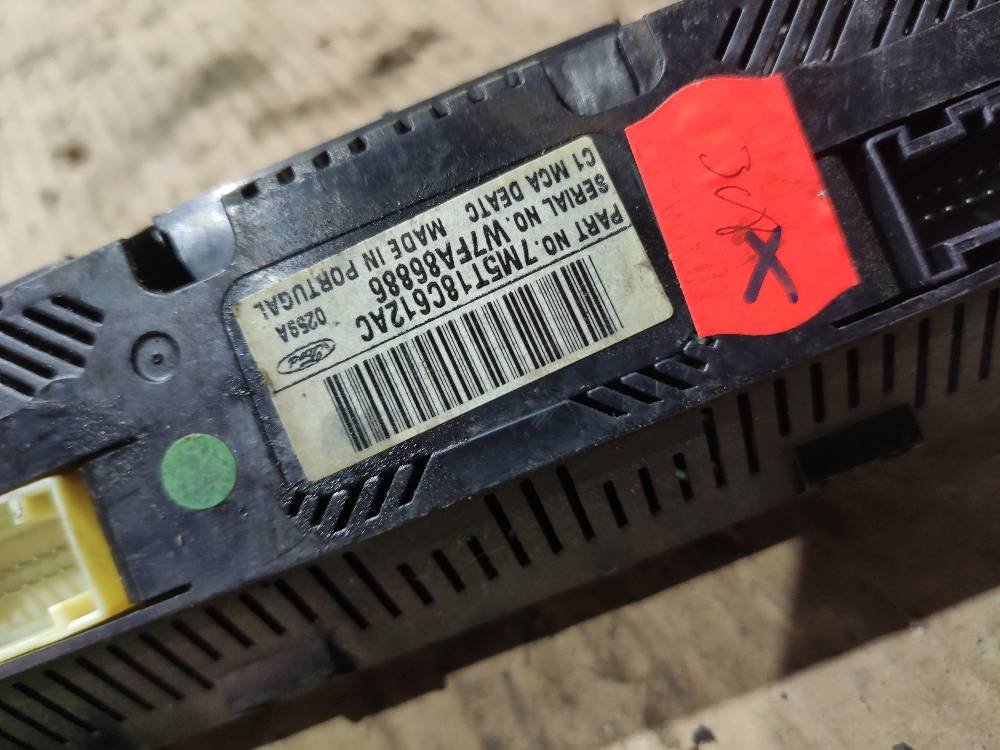 C1 MCA DEATC MADE IN PORTUGAL
SERIAL NO. W7FA86886 0259A
PART NO. 7M5T18C612AC
Ford
X